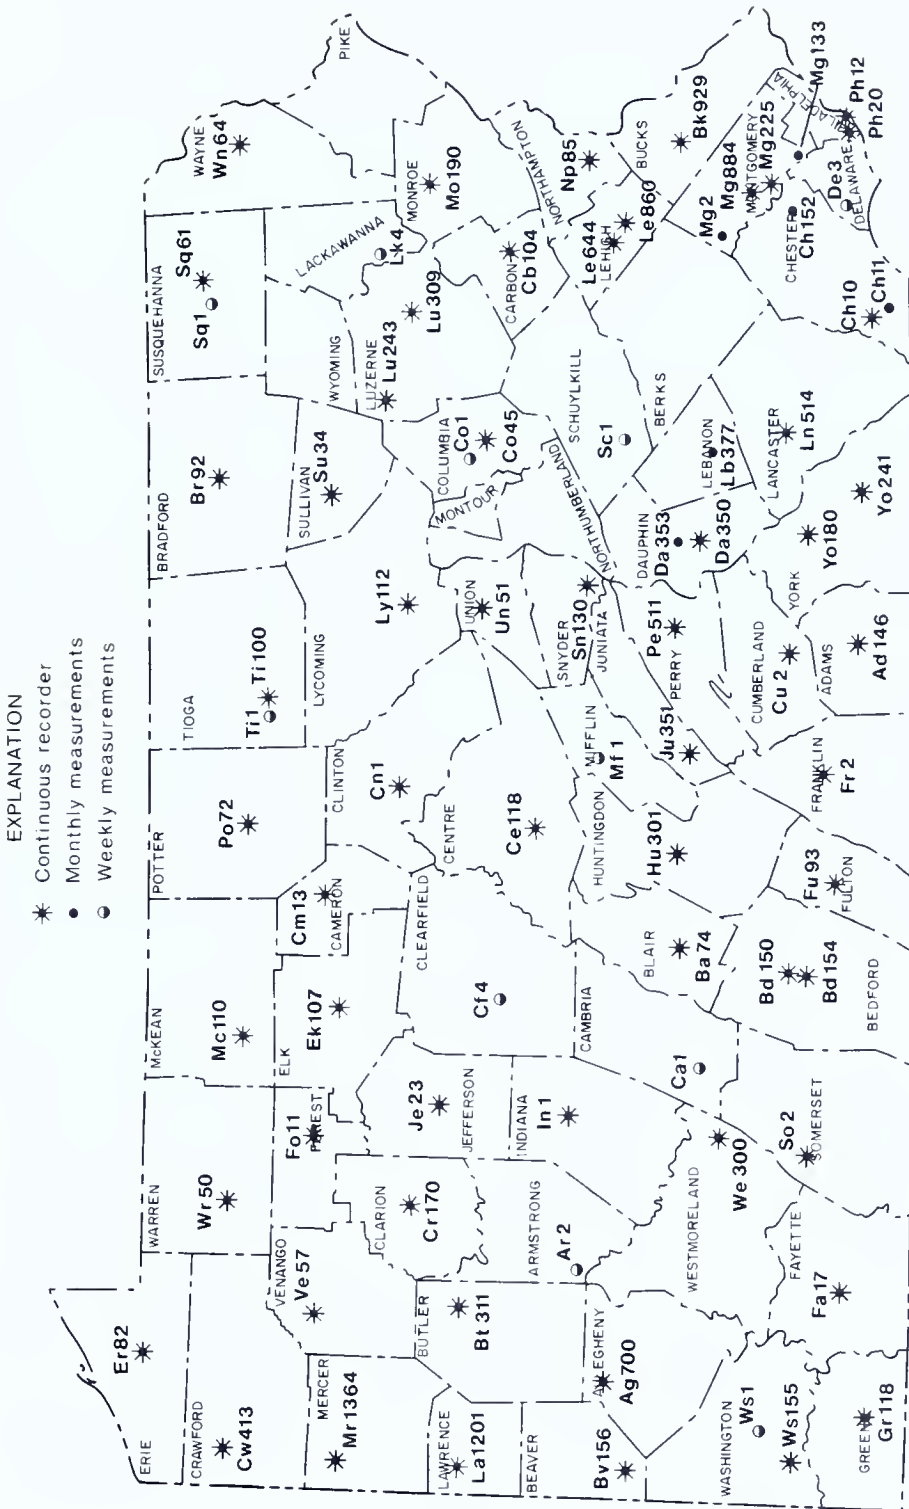 EXPLANATION
Continuous recorder
Monthly measurements
Weekly measurements
ERIE
Er82
CRAWFORD
Cw413
WARREN
Wr50
McKEAN
Mc110
POTTER
Po72
TIOGA
Ti1
Ti100
BRADFORD
Br92
SUSQUEHANNA
Sq1
Sq61
WAYNE
Wn64
PIKE
MERCER
Mr1364
VENANGO
Ve57
Fo11
ELK
Ek107
CAMERON
Cm13
CLINTON
Cn1
LYCOMING
Ly112
SULLIVAN
Su34
WYOMING
LACKAWANNA
Lk4
LUZERNE
Lu243
Lu309
MONROE
Mo190
LAWRENCE
La1201
BUTLER
Bt311
CLARION
Cr170
JEFFERSON
Je23
CLEARFIELD
Cf4
CENTRE
Ce118
UNION
Un51
MONTOUR
COLUMBIA
Co1
Co45
CARBON
Cb104
NORTHAMPTON
Np85
BEAVER
Bv156
Ag700
ARMSTRONG
Ar2
INDIANA
In1
CAMBRIA
Ca1
BLAIR
Ba74
HUNTINGDON
Hu301
MIFFLIN
Mf1
SNYDER
Sn130
JUNIATA
Ju351
NORTHUMBERLAND
SCHUYLKILL
Sc1
LEHIGH
Le644
Le860
BUCKS
Bk929
WASHINGTON
Ws1
Ws155
WESTMORELAND
We300
SOMERSET
So2
BEDFORD
Bd150
Bd154
FULTON
Fu93
FRANKLIN
Fr2
PERRY
Pe511
CUMBERLAND
Cu2
DAUPHIN
Da353
Da350
LEBANON
Lb377
BERKS
MONTGOMERY
Mg2
Mg884
Mg225
Mg133
GREENE
Gr118
FAYETTE
Fa17
ADAMS
Ad146
YORK
Yo180
Yo241
LANCASTER
Ln514
CHESTER
Ch152
Ch10
Ch11
DELAWARE
De3
Ph12
Ph20